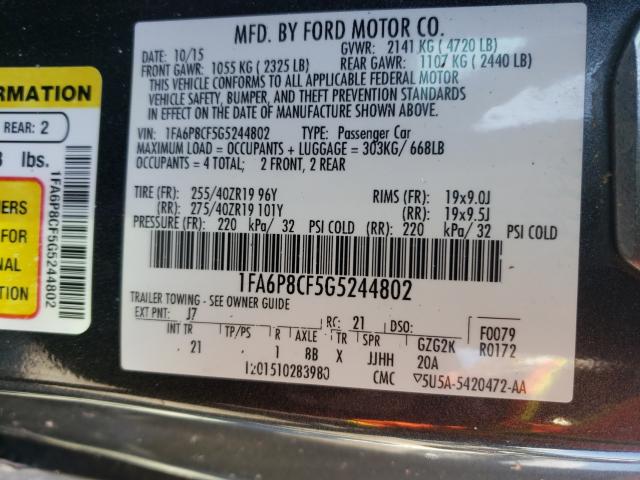 MFD. BY FORD MOTOR CO.
DATE: 10/15 GVWR: 2141 KG (4720 LB)
FRONT GAWR: 1055 KG (2325 LB) REAR GAWR: 1107 KG (2440 LB)
THIS VEHICLE CONFORMS TO ALL APPLICABLE FEDERAL MOTOR
VEHICLE SAFETY, BUMPER, AND THEFT PREVENTION STANDARDS
IN EFFECT ON THE DATE OF MANUFACTURE SHOWN ABOVE.
VIN: 1FA6P8CF5G5244802 TYPE: Passenger Car
MAXIMUM LOAD = OCCUPANTS + LUGGAGE = 303KG/ 668LB
OCCUPANTS = 4 TOTAL; 2 FRONT, 2 REAR
TIRE (FR): 255/40ZR19 96Y RIMS (FR): 19x9.0J
(RR): 275/40ZR19 101Y (RR): 19x9.5J
PRESSURE (FR): 220 kPa/ 32 PSI COLD (RR): 220 kPa/ 32 PSI COLD
1FA6P8CF5G5244802
TRAILER TOWING - SEE OWNER GUIDE
EXT PNT: J7 RC: 21 DSO: F0079
INT TR TP/PS R AXLE TR SPR GZG2K R0172
21 1 8B X JJHH 20A
1201510283980 CMC 5U5A-5420472-AA
ORMATION
REAR: 2
lbs.
1FA6P8CF5G5244802
FOR